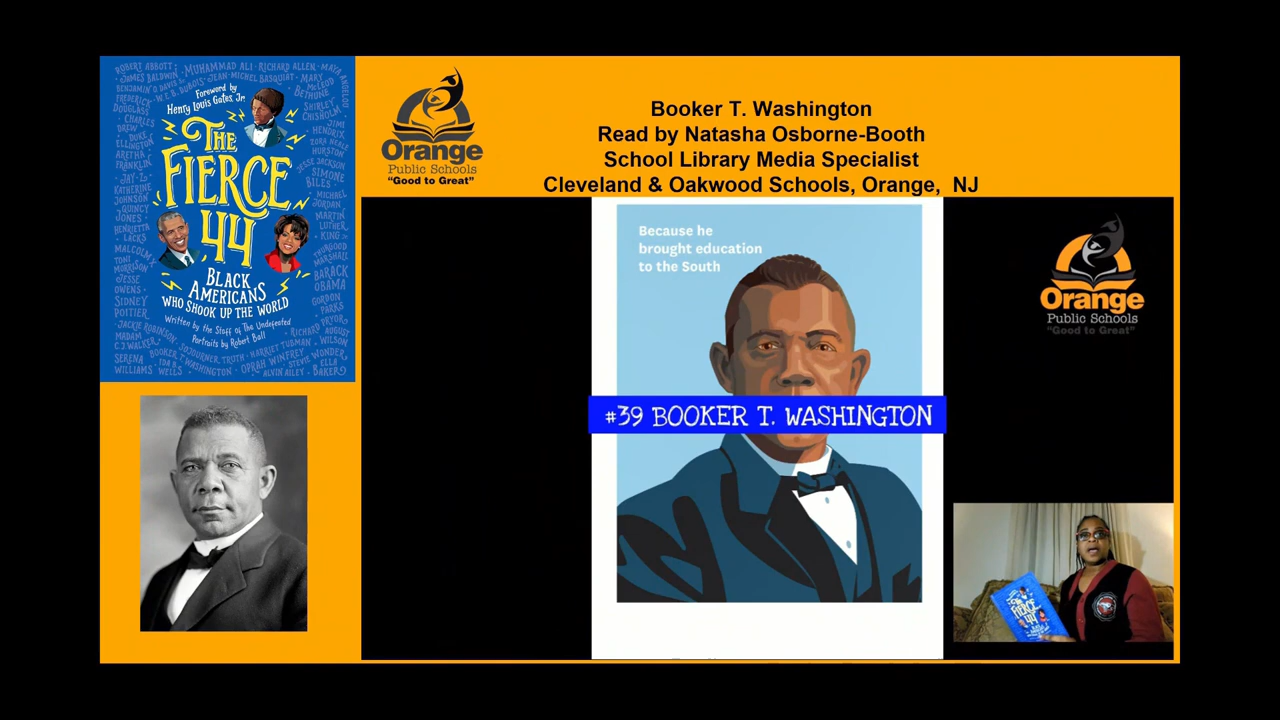 ROBERT ABBOTT · MUHAMMAD ALI · RICHARD ALLEN · MAYA ANGELOU
JAMES BALDWIN · JEAN-MICHEL BASQUIAT · MARY McLEOD BETHUNE
BENJAMIN O. DAVIS
W. E. B. DUBOIS
FREDERICK DOUGLASS
CHARLES DREW
DUKE ELLINGTON
ARETHA FRANKLIN
JAY-Z
KATHERINE JOHNSON
QUINCY JONES
HENRIETTA LACKS
MALCOLM X
TONI MORRISON
JESSE OWENS
SIDNEY POITIER
Foreword by
Henry Louis Gates, Jr.
THE
FIERCE
44
BLACK
AMERICANS
WHO SHOOK UP THE WORLD
Written by the Staff of The Undefeated
Portraits by Robert Ball
SHIRLEY CHISHOLM
JIMI HENDRIX
ZORA NEALE HURSTON
JESSE JACKSON
SIMONE BILES
MICHAEL JORDAN
MARTIN LUTHER KING
THURGOOD MARSHALL
BARACK OBAMA
GORDON PARKS
RICHARD PRYOR
AUGUST WILSON
JACKIE ROBINSON · SOJOURNER TRUTH · HARRIET TUBMAN
MADAM C.J. WALKER
BOOKER T. WASHINGTON · OPRAH WINFREY · STEVIE WONDER
SERENA WILLIAMS
IDA B. WELLS
ALVIN AILEY
ELLA BAKER
Orange
Public Schools
"Good to Great"
Booker T. Washington
Read by Natasha Osborne-Booth
School Library Media Specialist
Cleveland & Oakwood Schools, Orange, NJ
Because he
brought education
to the South
#39 BOOKER T. WASHINGTON
Orange
Public Schools
"Good to Great"
THE
FIERCE
44